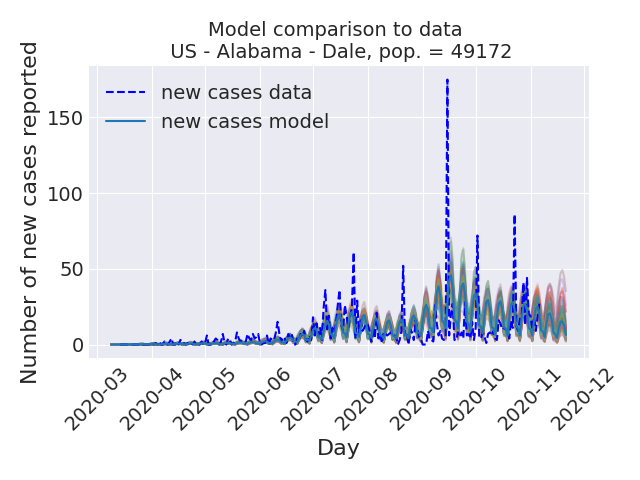 Model comparison to data
US - Alabama - Dale, pop. = 49172
new cases data
new cases model
Number of new cases reported
150
100
50
0
2020-03
2020-04
2020-05
2020-06
2020-07
2020-08
2020-09
2020-10
2020-11
2020-12
Day